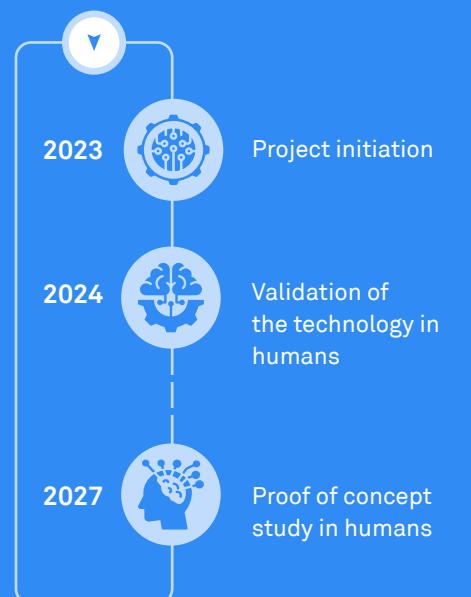 2023
Project initiation
2024
Validation of
the technology in
humans
2027
Proof of concept
study in humans